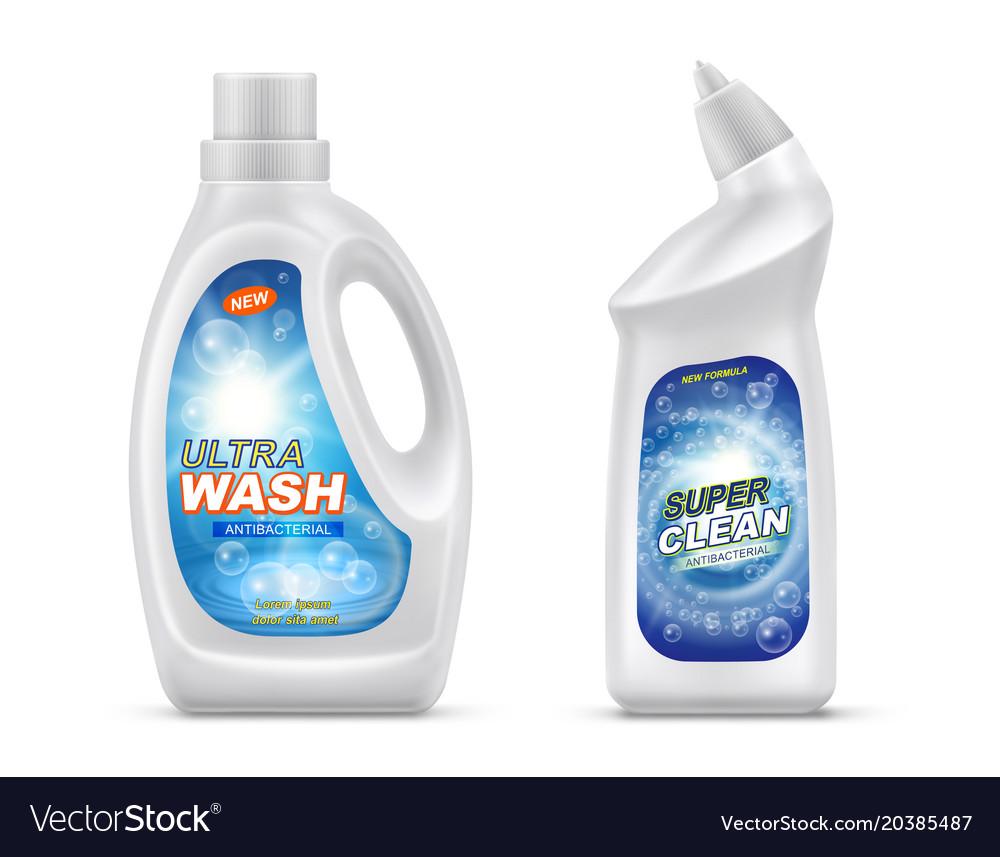 NEW
ULTRA
WASH
ANTIBACTERIAL
Lorem ipsum
dolor sita amet
NEW FORMULA
SUPER
CLEAN
ANTIBACTERIAL
VectorStock®
VectorStock.com/20385487